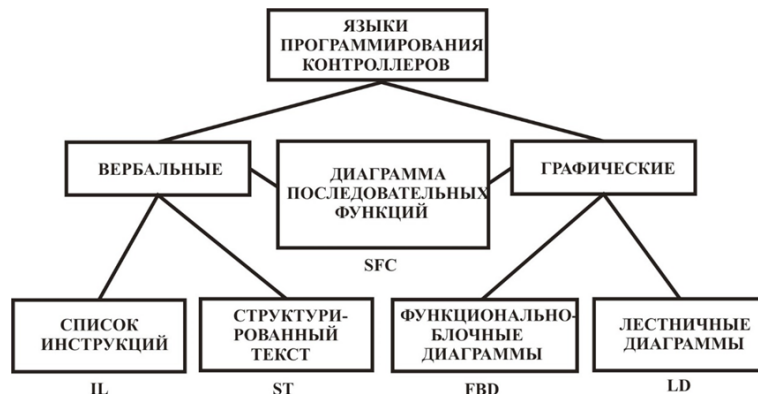 ЯЗЫКИ
ПРОГРАММИРОВАНИЯ
КОНТРОЛЛЕРОВ
ВЕРБАЛЬНЫЕ
ДИАГРАММА
ПОСЛЕДОВАТЕЛЬНЫХ
ФУНКЦИЙ
ГРАФИЧЕСКИЕ
SFC
СПИСОК
ИНСТРУКЦИЙ
СТРУКТУРИ-
РОВАННЫЙ
ТЕКСТ
ФУНКЦИОНАЛЬНО-
БЛОЧНЫЕ
ДИАГРАММЫ
ЛЕСТНИЧНЫЕ
ДИАГРАММЫ
IL
ST
FBD
LD